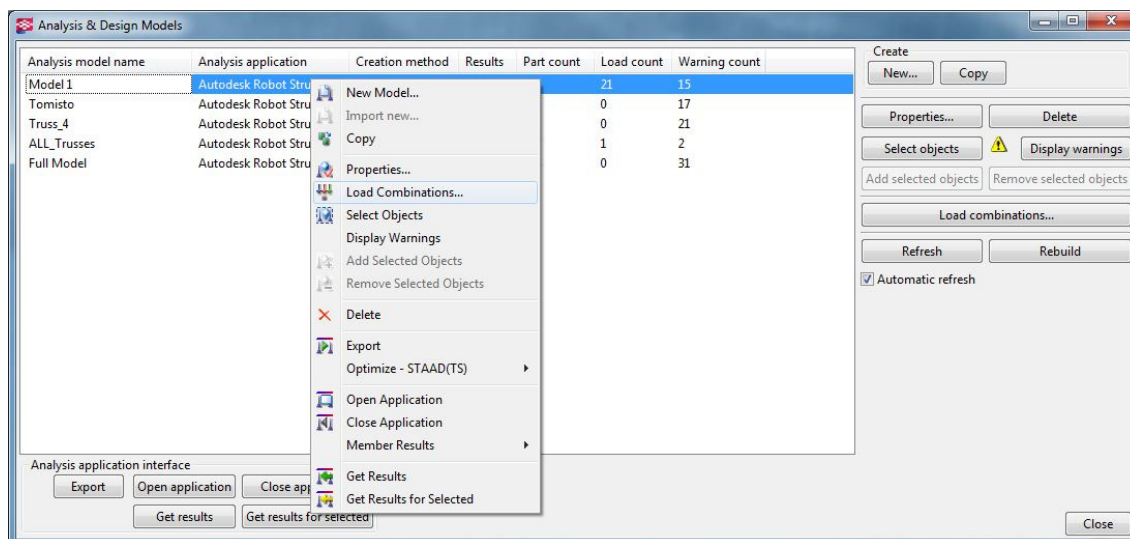 Analysis & Design Models
Analysis model name Analysis application Creation method Results Part count Load count Warning count
Model 1 Autodesk Robot Stru 21 15
Tomisto Autodesk Robot Stru 0 17
Truss_4 Autodesk Robot Stru 0 21
ALL_Trusses Autodesk Robot Stru 1 2
Full Model Autodesk Robot Stru 0 31
New Model...
Import new...
Copy
Properties...
Load Combinations...
Select Objects
Display Warnings
Add Selected Objects
Remove Selected Objects
Delete
Export
Optimize - STAAD(TS)
Open Application
Close Application
Member Results
Get Results
Get Results for Selected
Create
New... Copy
Properties... Delete
Select objects Display warnings
Add selected objects Remove selected objects
Load combinations...
Refresh Rebuild
Automatic refresh
Analysis application interface
Export Open application Close app
Get results Get results for selected
Close